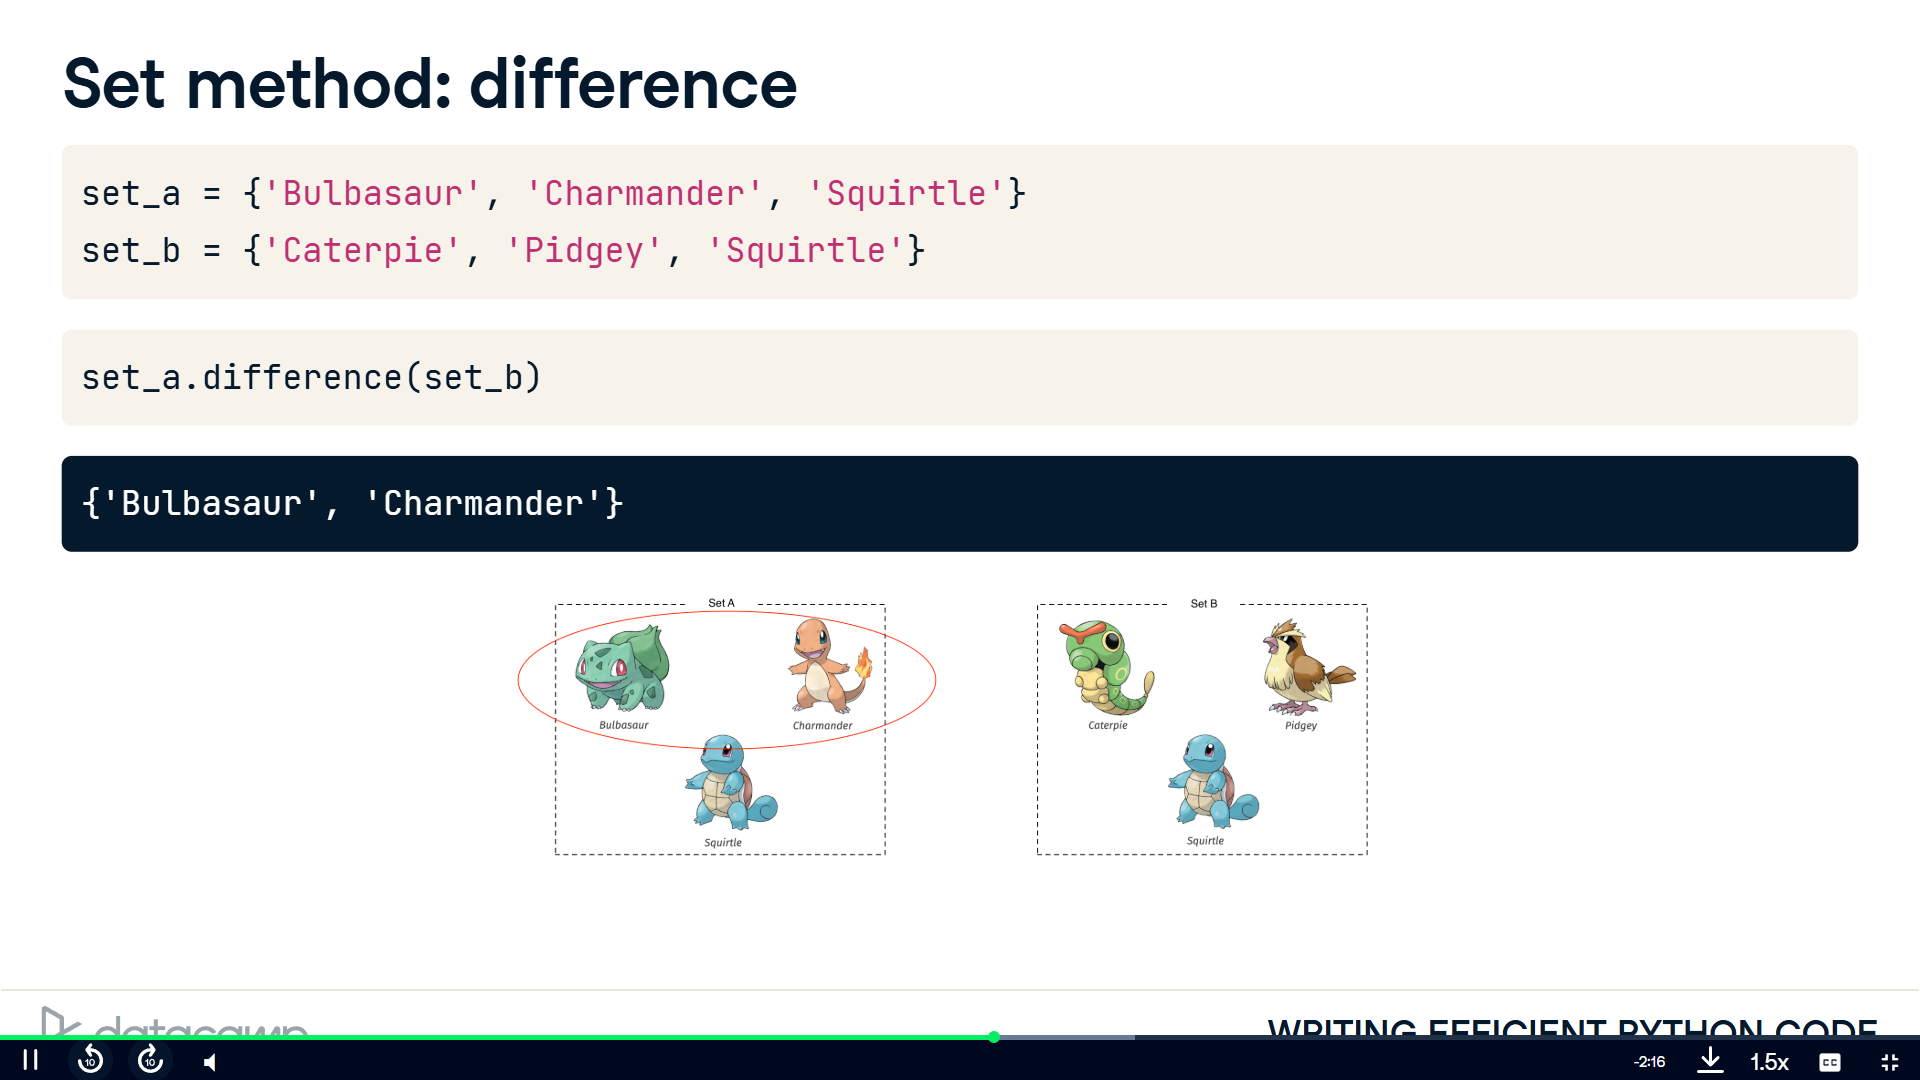 Set method: difference
set_a = {'Bulbasaur', 'Charmander', 'Squirtle'}
set_b = {'Caterpie', 'Pidgey', 'Squirtle'}
set_a.difference(set_b)
{'Bulbasaur', 'Charmander'}
Set A
Set B
Bulbasaur
Charmander
Caterpie
Pidgey
Squirtle
Squirtle
datacamp
WRITING EFFICIENT PYTHON CODE
10
10
-2:16
1.5x
CC